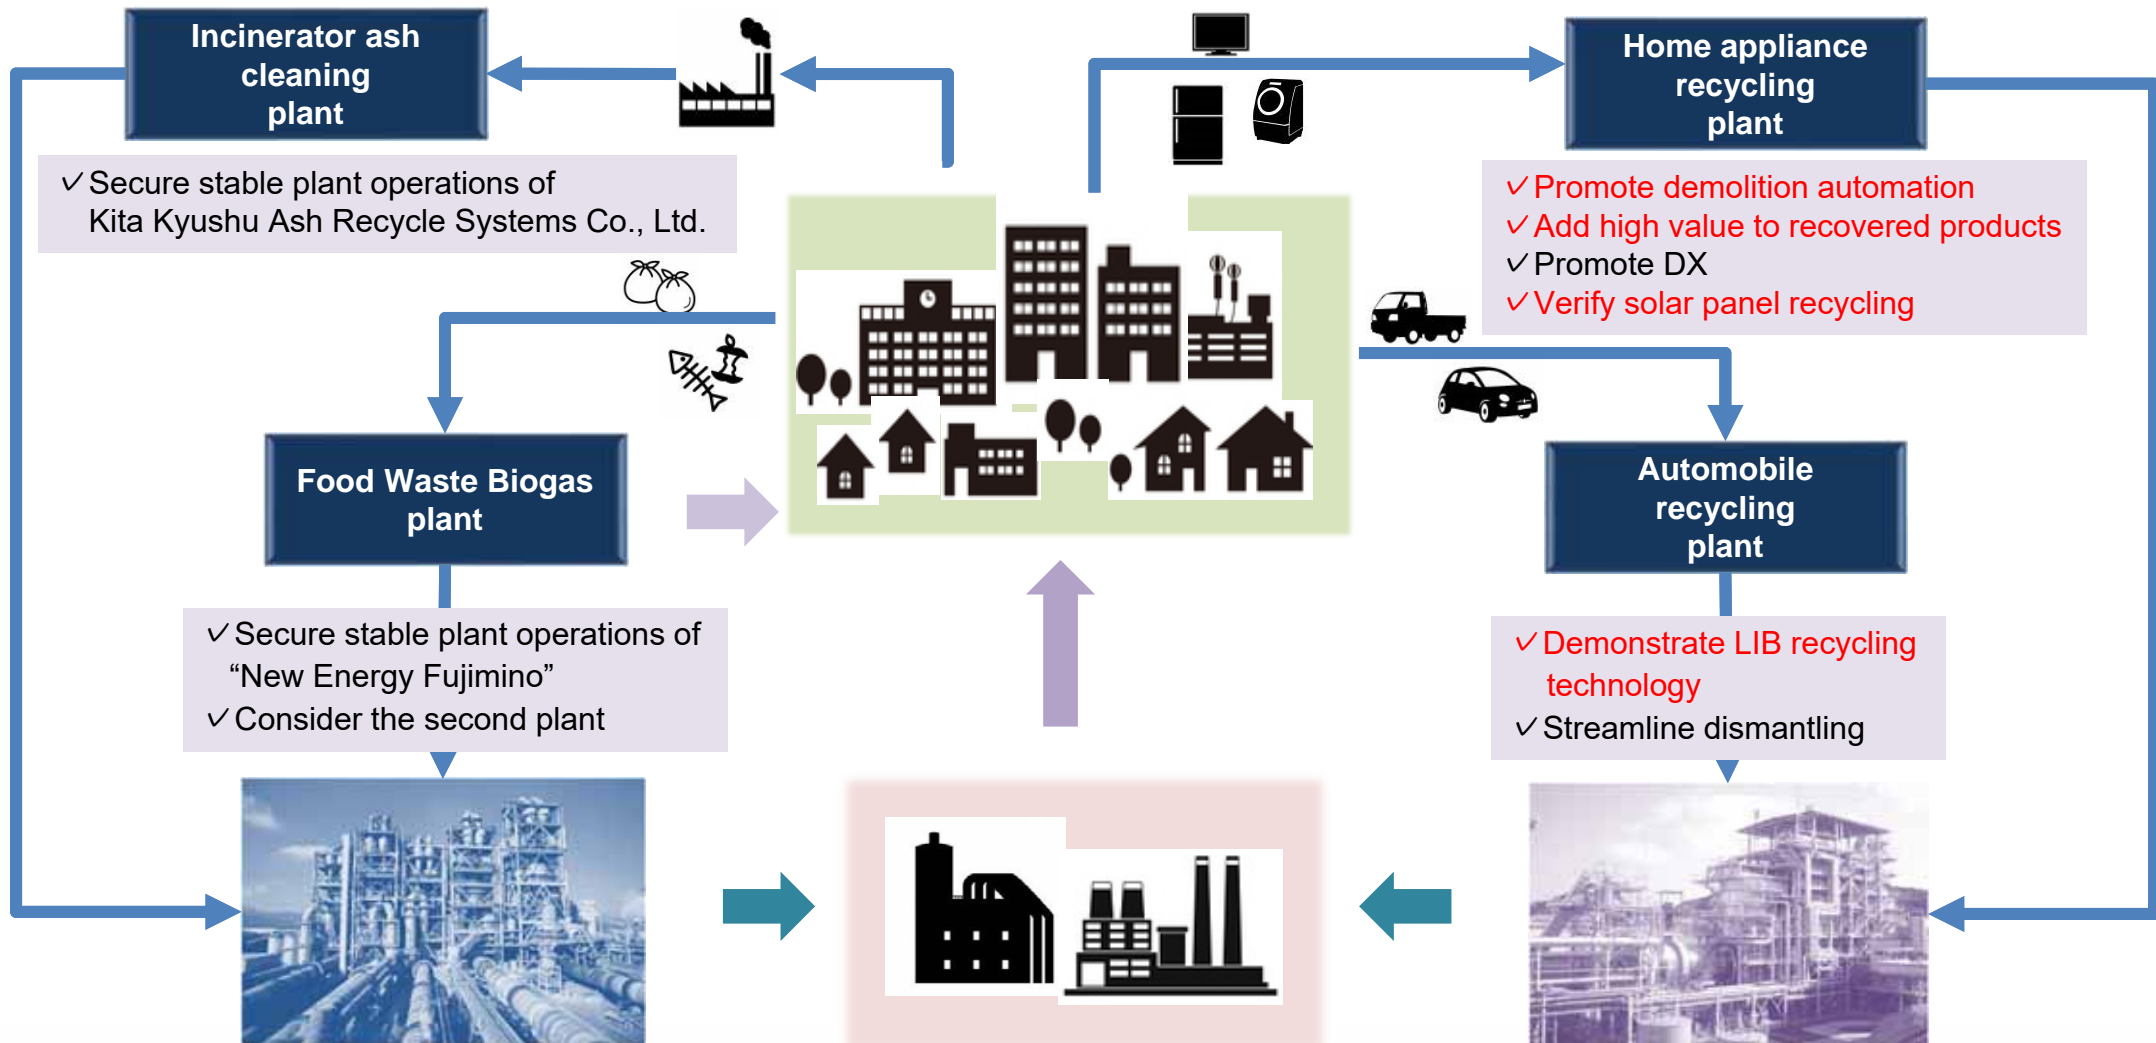 Incinerator ash
cleaning
plant
✓Secure stable plant operations of
Kita Kyushu Ash Recycle Systems Co., Ltd.
Home appliance
recycling
plant
✓Promote demolition automation
✓Add high value to recovered products
✓Promote DX
✓Verify solar panel recycling
Food Waste Biogas
plant
✓Secure stable plant operations of
“New Energy Fujimino”
✓Consider the second plant
Automobile
recycling
plant
✓Demonstrate LIB recycling
technology
✓Streamline dismantling